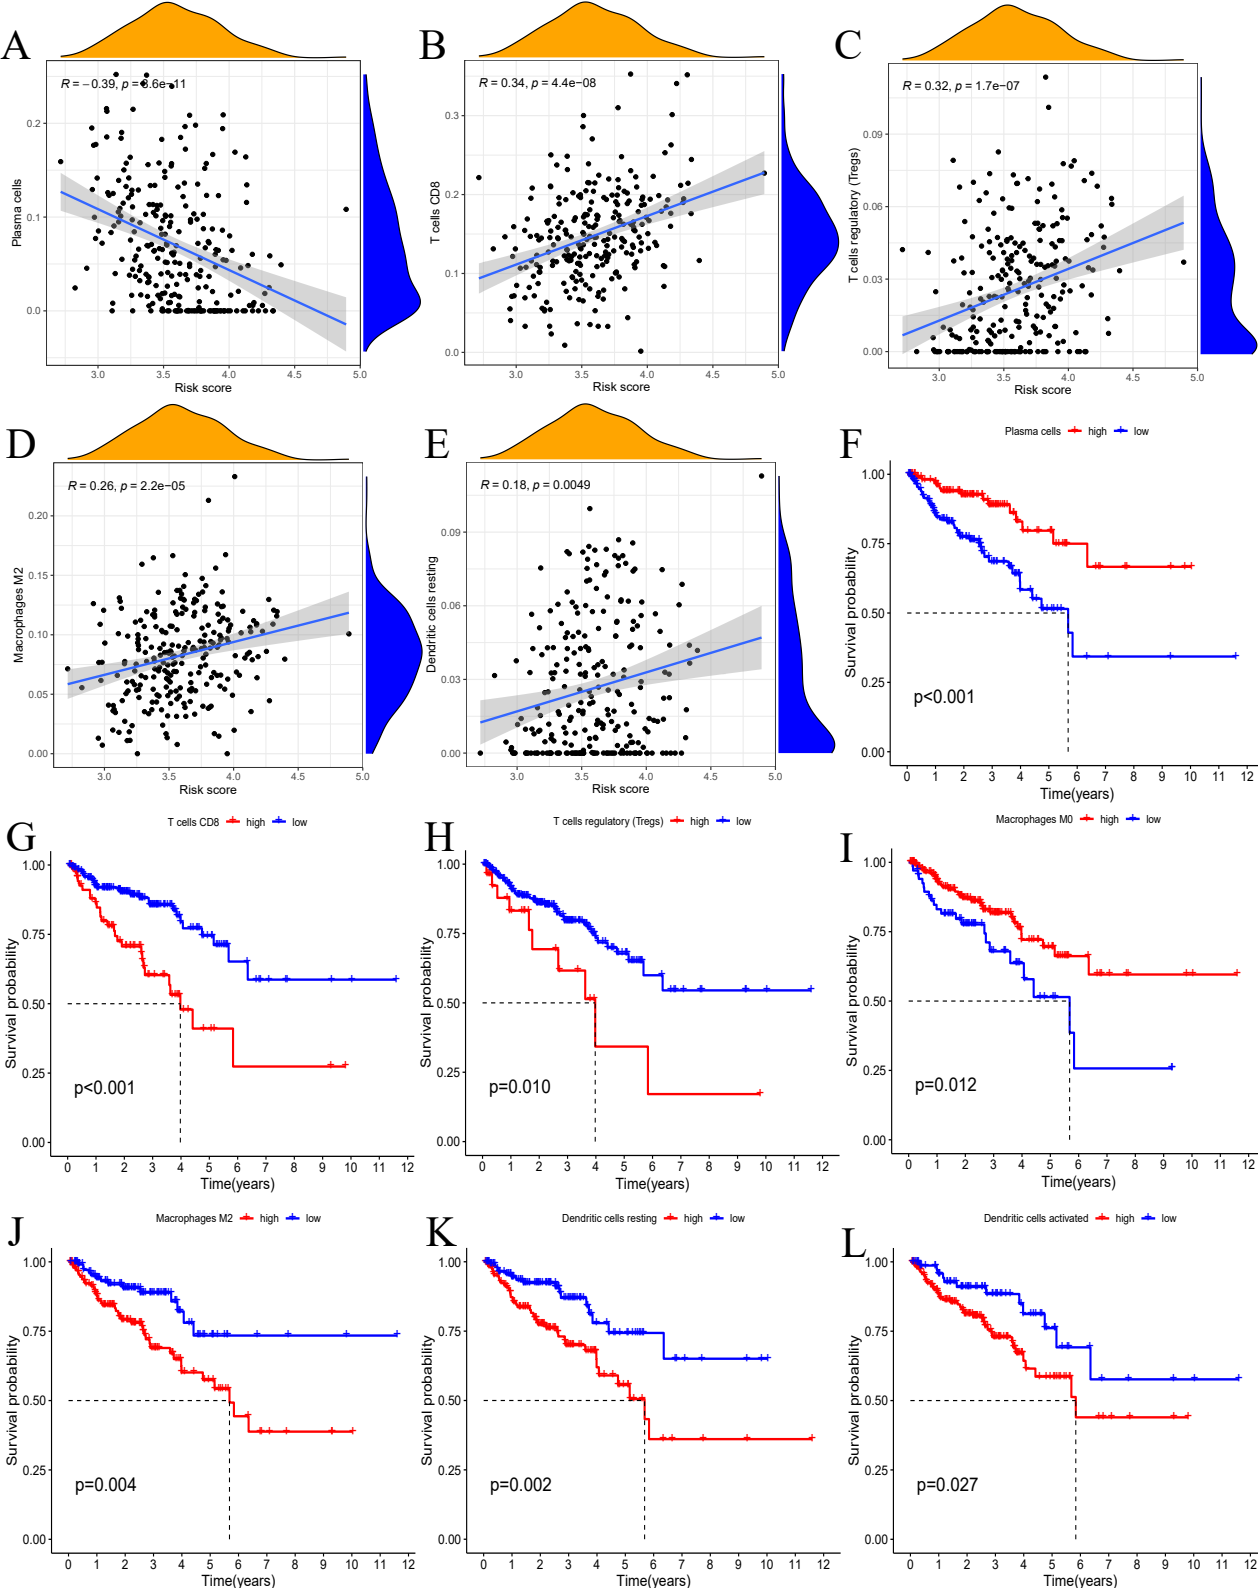 A
R = −0.39, p = 3.6e−11
Plasma cells
0.2
0.1
0.0
3.0 3.5 4.0 4.5 5.0
Risk score
B
R = 0.34, p = 4.4e−08
T cells CD8
0.3
0.2
0.1
0.0
3.0 3.5 4.0 4.5 5.0
Risk score
C
R = 0.32, p = 1.7e−07
T cells regulatory (Tregs)
0.09
0.06
0.03
0.00
3.0 3.5 4.0 4.5 5.0
Risk score
D
R = 0.26, p = 2.2e−05
Macrophages M2
0.20
0.15
0.10
0.05
0.00
3.0 3.5 4.0 4.5 5.0
Risk score
E
R = 0.18, p = 0.0049
Dendritic cells resting
0.09
0.06
0.03
0.00
3.0 3.5 4.0 4.5 5.0
Risk score
F
Plasma cells high low
Survival probability
1.00
0.75
0.50
0.25
0.00
p<0.001
0 1 2 3 4 5 6 7 8 9 10 11 12
Time(years)
G
T cells CD8 high low
Survival probability
1.00
0.75
0.50
0.25
0.00
p<0.001
0 1 2 3 4 5 6 7 8 9 10 11 12
Time(years)
H
T cells regulatory (Tregs) high low
Survival probability
1.00
0.75
0.50
0.25
0.00
p=0.010
0 1 2 3 4 5 6 7 8 9 10 11 12
Time(years)
I
Macrophages M0 high low
Survival probability
1.00
0.75
0.50
0.25
0.00
p=0.012
0 1 2 3 4 5 6 7 8 9 10 11 12
Time(years)
J
Macrophages M2 high low
Survival probability
1.00
0.75
0.50
0.25
0.00
p=0.004
0 1 2 3 4 5 6 7 8 9 10 11 12
Time(years)
K
Dendritic cells resting high low
Survival probability
1.00
0.75
0.50
0.25
0.00
p=0.002
0 1 2 3 4 5 6 7 8 9 10 11 12
Time(years)
L
Dendritic cells activated high low
Survival probability
1.00
0.75
0.50
0.25
0.00
p=0.027
0 1 2 3 4 5 6 7 8 9 10 11 12
Time(years)